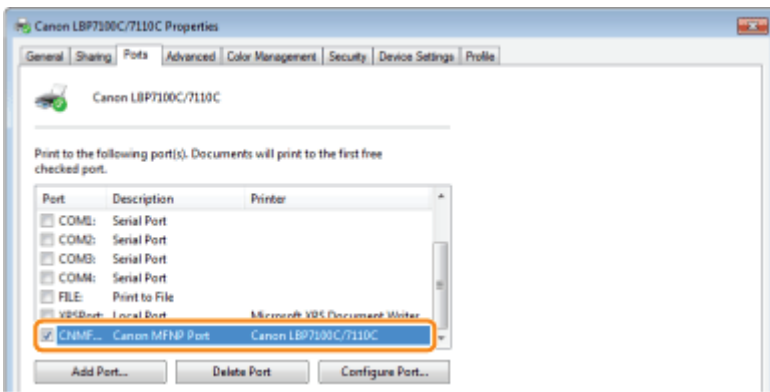 Canon LBP7100C/7110C Properties
General Sharing Ports Advanced Color Management Security Device Settings Profile
Canon LBP7100C/7110C
Print to the following port(s). Documents will print to the first free
checked port.
Port Description Printer
COM1: Serial Port
COM2: Serial Port
COM3: Serial Port
COM4: Serial Port
FILE: Print to File
XPSPort: Local Port Microsoft XPS Document Writer
CNMF... Canon MFNP Port Canon LBP7100C/7110C
Add Port... Delete Port Configure Port...